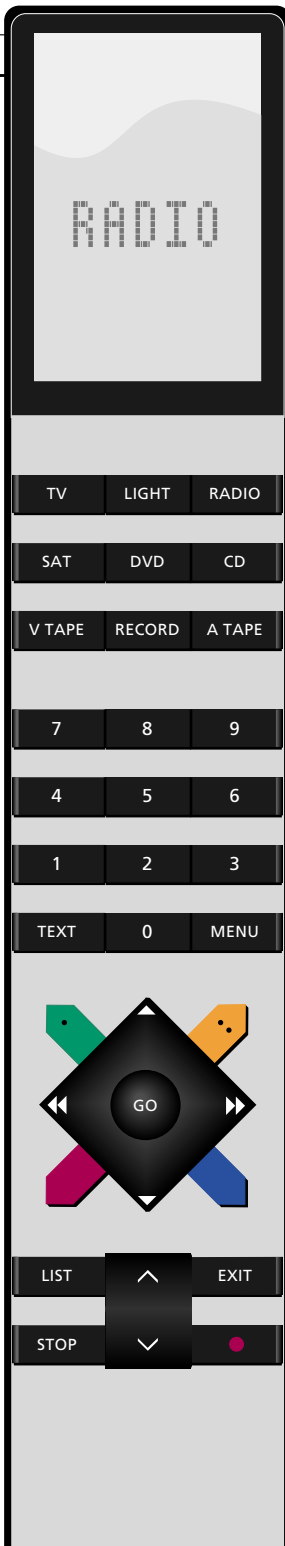 RADIO
TV LIGHT RADIO
SAT DVD CD
V TAPE RECORD A TAPE
7 8 9
4 5 6
1 2 3
TEXT 0 MENU
GO
LIST EXIT
STOP